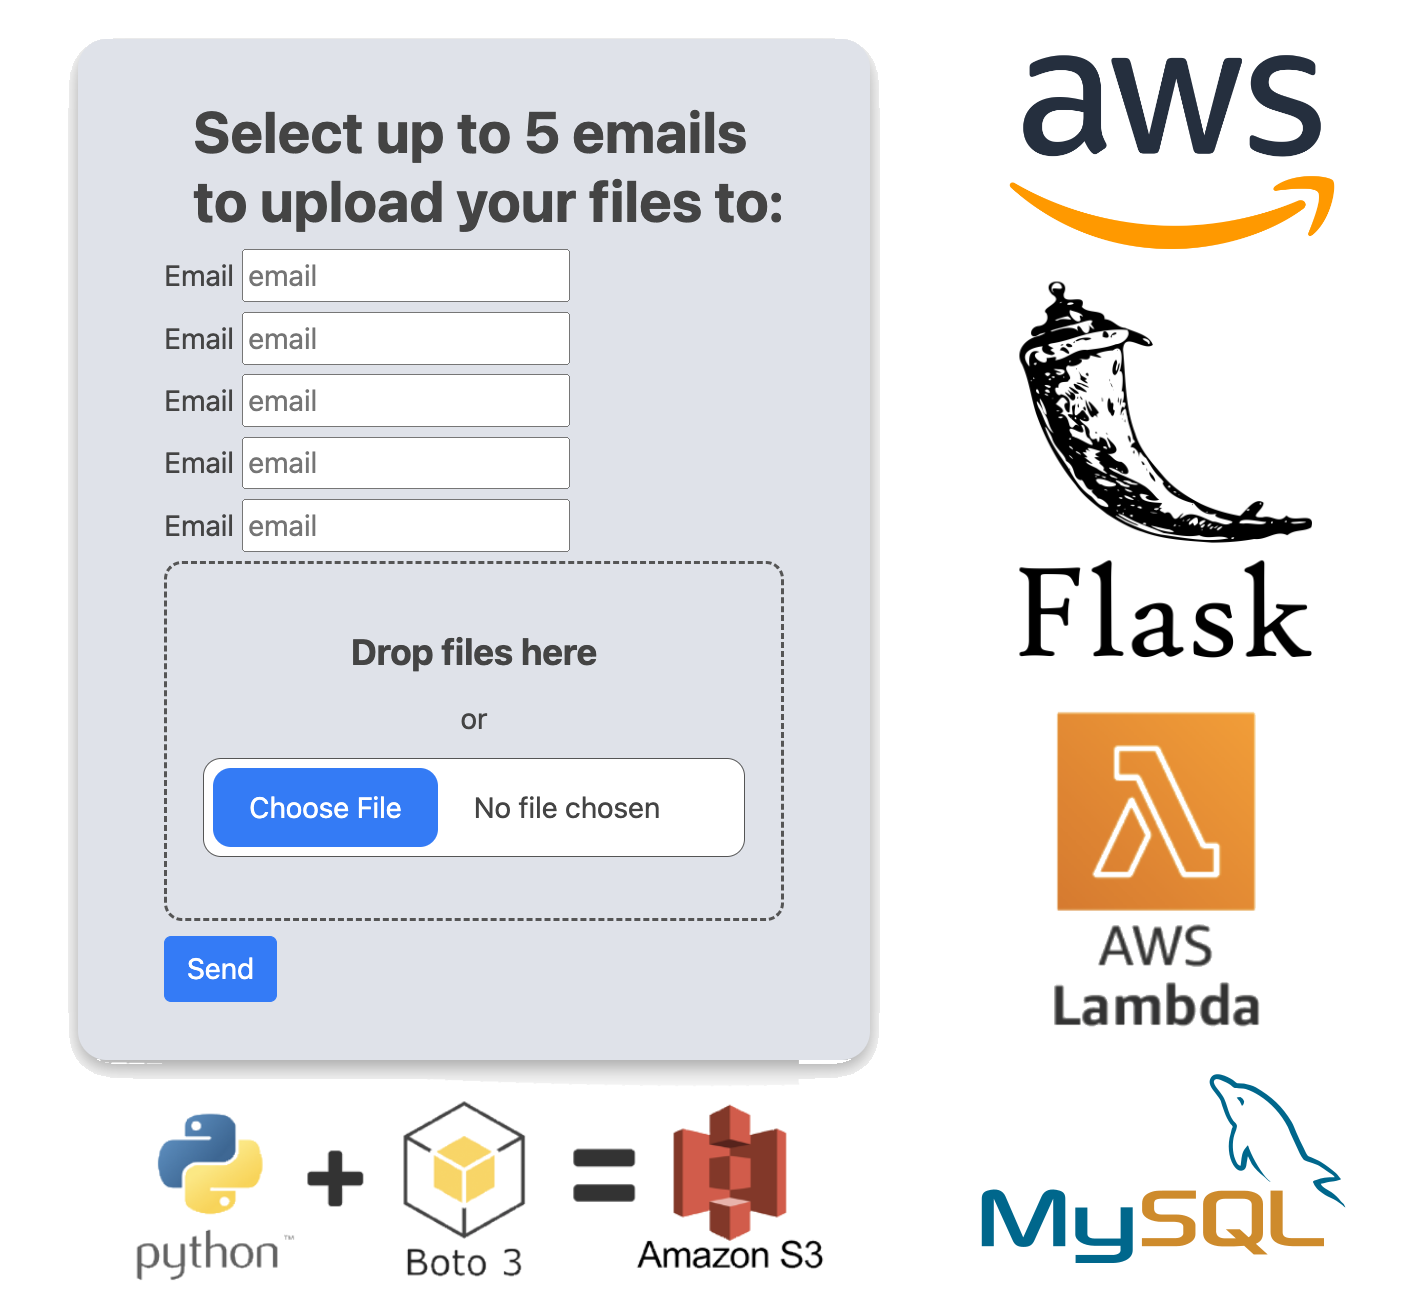 Select up to 5 emails
to upload your files to:
Email email
Email email
Email email
Email email
Email email
Drop files here
or
Choose File No file chosen
Send
python™
+
Boto 3
=
Amazon S3
aws
Flask
AWS
Lambda
MySQL